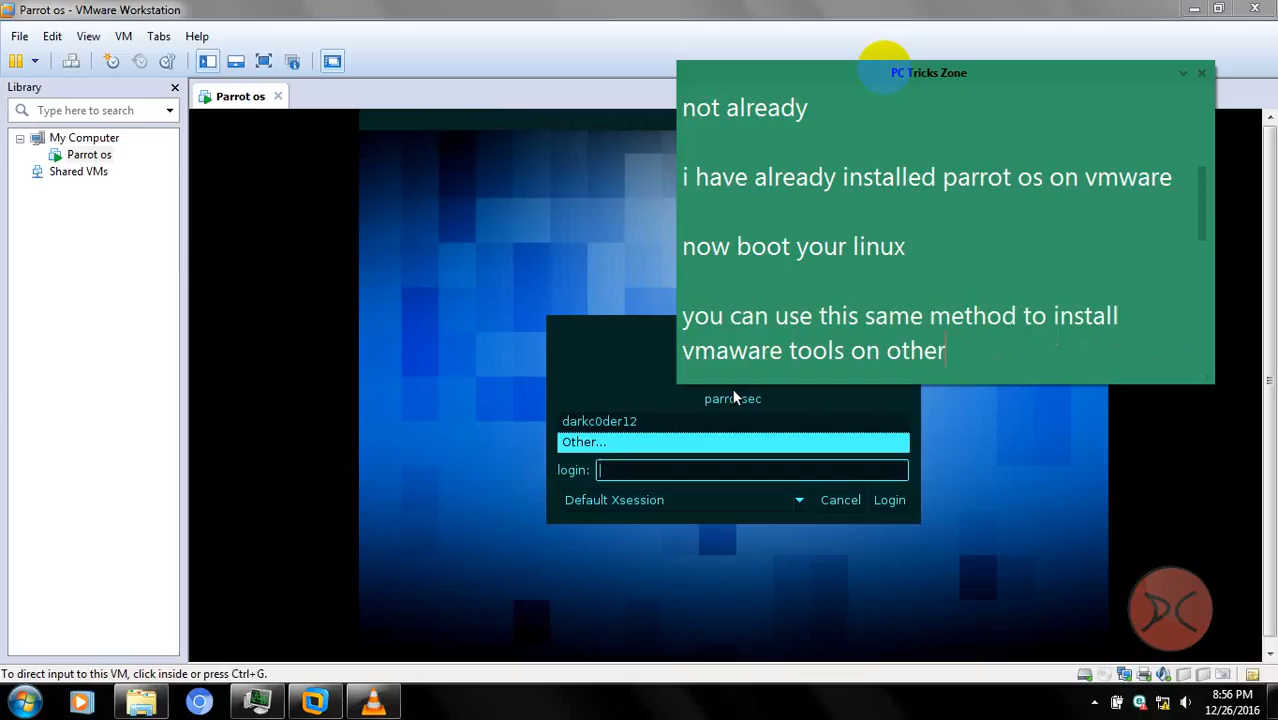 Parrot os - VMware Workstation
File Edit View VM Tabs Help
Library
Type here to search
My Computer
Parrot os
Shared VMs
Parrot os
PC Tricks Zone
not already
i have already installed parrot os on vmware
now boot your linux
you can use this same method to install
vmaware tools on other
darkc0der12
Other...
login:
Default Xsession
Cancel Login
To direct input to this VM, click inside or press Ctrl+G.
8:56 PM
12/26/2016